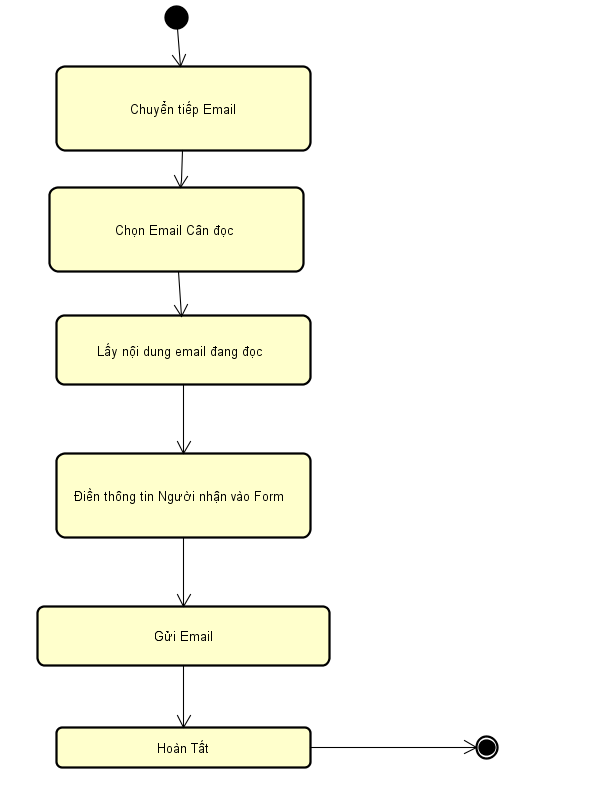 Chuyển tiếp Email
Chọn Email Cần đọc
Lấy nội dung email đang đọc
Điền thông tin Người nhận vào Form
Gửi Email
Hoàn Tất